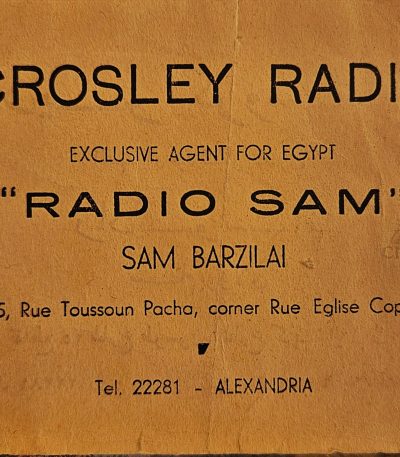 CROSLEY RADI
EXCLUSIVE AGENT FOR EGYPT
"RADIO SAM"
SAM BARZILAI
5, Rue Toussoun Pacha, corner Rue Eglise Cop
Tel. 22281 - ALEXANDRIA